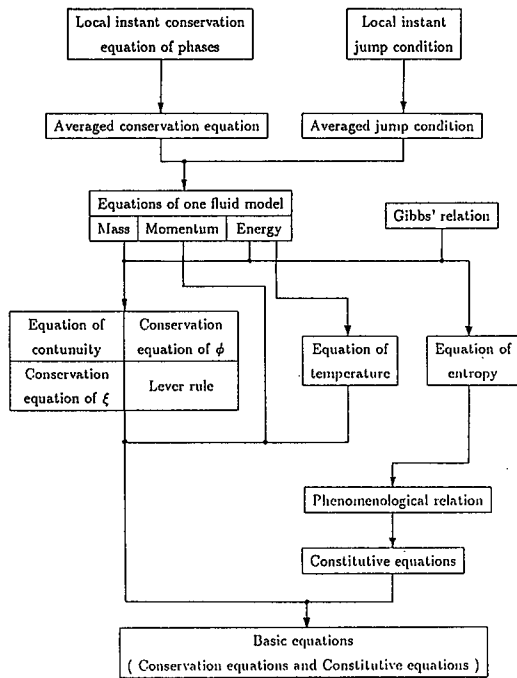 Local instant conservation
equation of phases
Local instant
jump condition
Averaged conservation equation
Averaged jump condition
Equations of one fluid model
Mass Momentum Energy
Gibbs' relation
Equation of
contunuity
Conservation
equation of ϕ
Conservation
equation of ξ
Lever rule
Equation of
temperature
Equation of
entropy
Phenomenological relation
Constitutive equations
Basic equations
( Conservation equations and Constitutive equations )